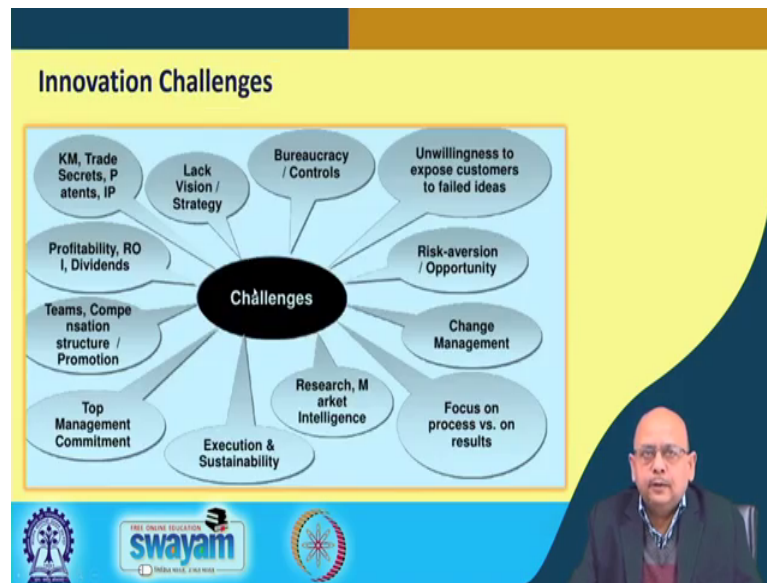 Innovation Challenges
KM, Trade
Secrets, P
atents, IP
Lack
Vision /
Strategy
Bureaucracy
/ Controls
Unwillingness to
expose customers
to failed ideas
Profitability, RO
I, Dividends
Risk-aversion
/ Opportunity
Challenges
Teams, Compe
nsation
structure /
Promotion
Change
Management
Top
Management
Commitment
Execution &
Sustainability
Research, M
arket
Intelligence
Focus on
process vs. on
results
FREE ONLINE EDUCATION
swayam